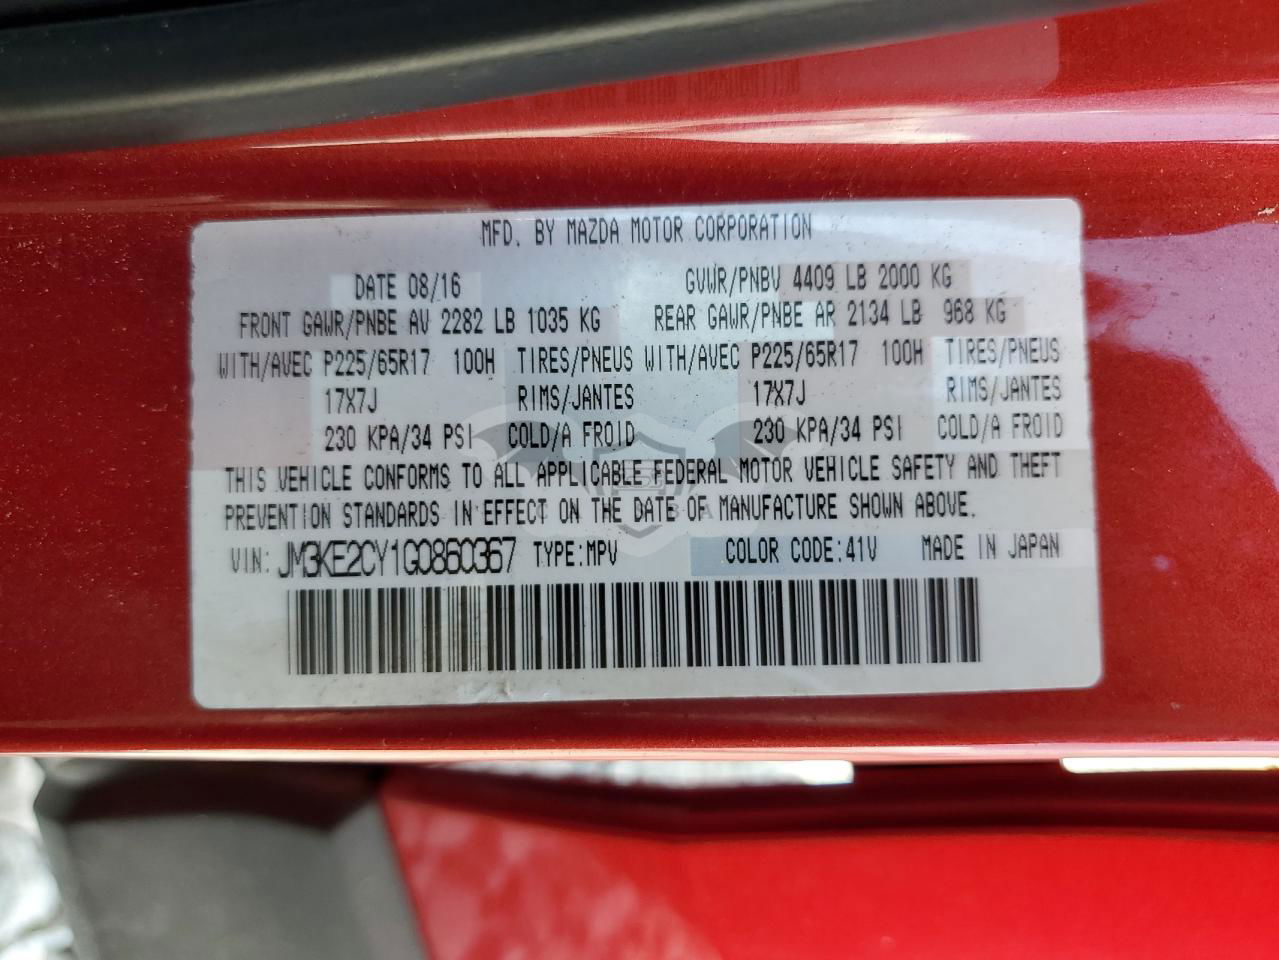 MFD. BY MAZDA MOTOR CORPORATION
DATE 08/16 GVWR/PNBV 4409 LB 2000 KG
FRONT GAWR/PNBE AV 2282 LB 1035 KG REAR GAWR/PNBE AR 2134 LB 968 KG
WITH/AVEC P225/65R17 100H TIRES/PNEUS WITH/AVEC P225/65R17 100H TIRES/PNEUS
17X7J RIMS/JANTES 17X7J RIMS/JANTES
230 KPA/34 PSI COLD/A FROID 230 KPA/34 PSI COLD/A FROID
THIS VEHICLE CONFORMS TO ALL APPLICABLE FEDERAL MOTOR VEHICLE SAFETY AND THEFT
PREVENTION STANDARDS IN EFFECT ON THE DATE OF MANUFACTURE SHOWN ABOVE.
VIN: JM3KE2CY1G0860367 TYPE:MPV COLOR CODE:41V MADE IN JAPAN